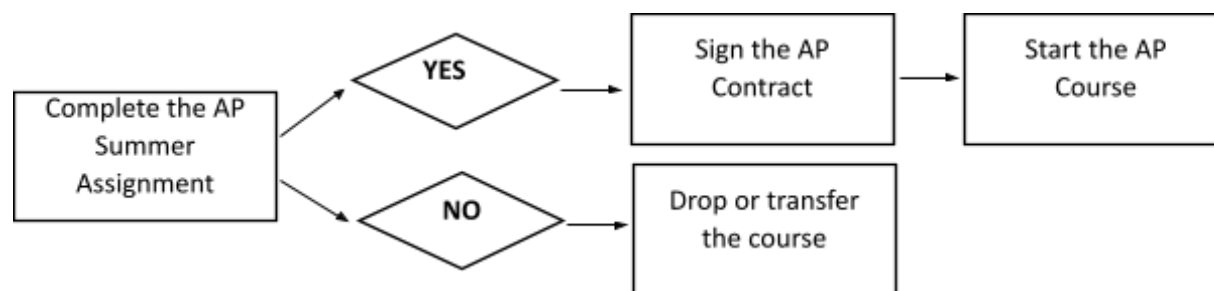 Complete the AP
Summer
Assignment
YES
Sign the AP
Contract
Start the AP
Course
NO
Drop or transfer
the course